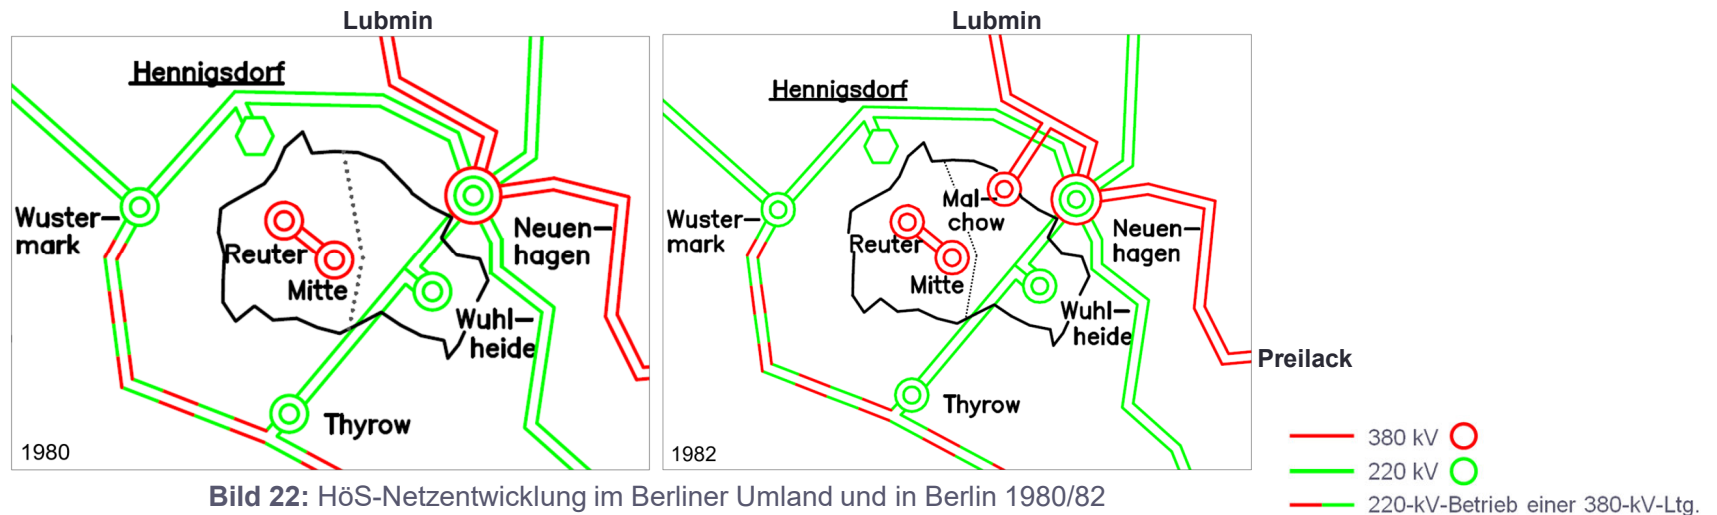 Lubmin
Hennigsdorf
Wuster-
mark
Reuter
Mitte
Neuen-
hagen
Wuhl-
heide
Thyrow
1980
Lubmin
Hennigsdorf
Wuster-
mark
Mal-
chow
Reuter
Mitte
Neuen-
hagen
Wuhl-
heide
Thyrow
1982
Preilack
380 kV
220 kV
220-kV-Betrieb einer 380-kV-Ltg.
Bild 22: HöS-Netzentwicklung im Berliner Umland und in Berlin 1980/82